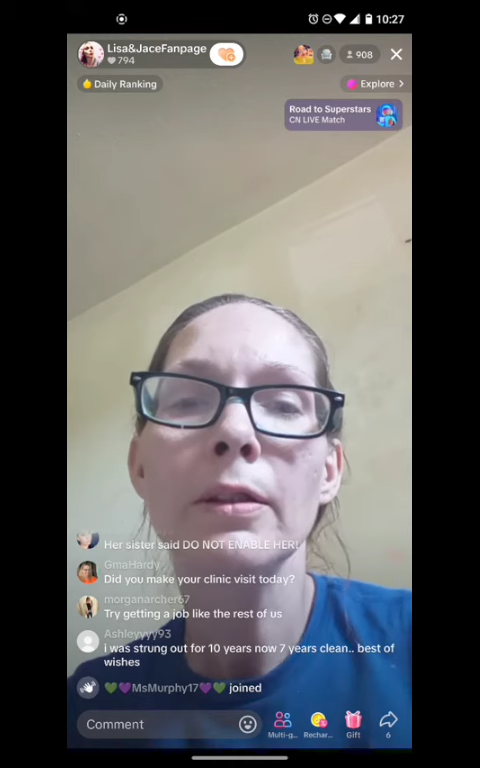 10:27
Lisa&JaceFanpage
794
908
Daily Ranking
Explore >
Road to Superstars
CN LIVE Match
Her sister said DO NOT ENABLE HER!
GmaHardy
Did you make your clinic visit today?
morganarcher67
Try getting a job like the rest of us
Ashleyyyy93
i was strung out for 10 years now 7 years clean.. best of
wishes
💚💜MsMurphy17💜💚 joined
Comment
Multi-g...
Rechar...
Gift
6